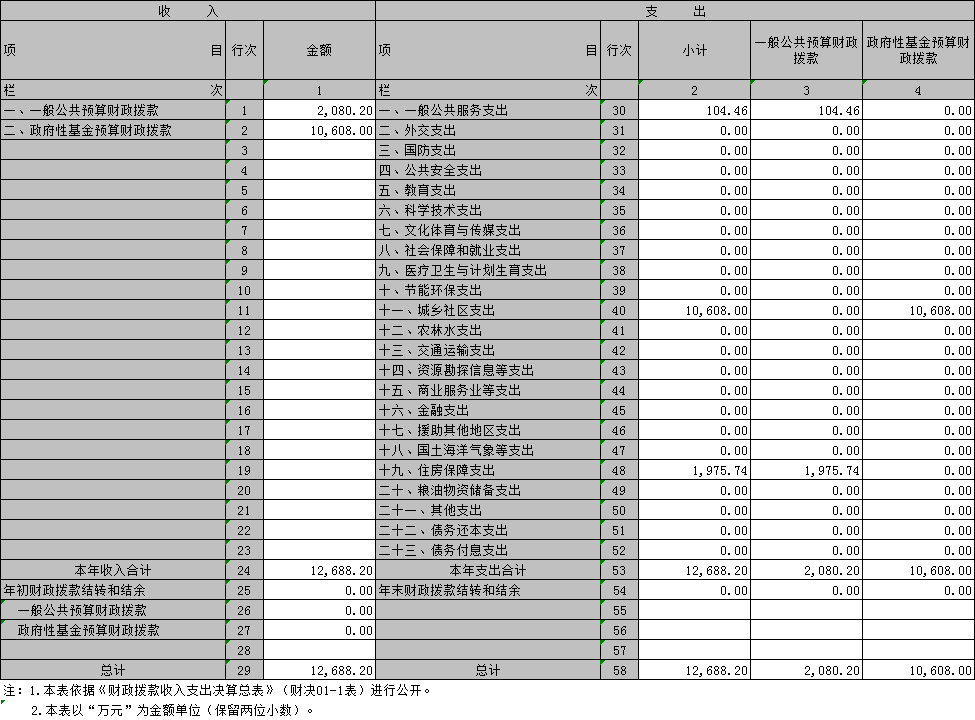 收 入 支 出
项 目 行次 金额 项 目 行次 小计 一般公共预算财政拨款 政府性基金预算财政拨款
栏 次 1 栏 次 2 3 4
一、一般公共预算财政拨款 1 2,080.20 一、一般公共服务支出 30 104.46 104.46 0.00
二、政府性基金预算财政拨款 2 10,608.00 二、外交支出 31 0.00 0.00 0.00
3 三、国防支出 32 0.00 0.00 0.00
4 四、公共安全支出 33 0.00 0.00 0.00
5 五、教育支出 34 0.00 0.00 0.00
6 六、科学技术支出 35 0.00 0.00 0.00
7 七、文化体育与传媒支出 36 0.00 0.00 0.00
8 八、社会保障和就业支出 37 0.00 0.00 0.00
9 九、医疗卫生与计划生育支出 38 0.00 0.00 0.00
10 十、节能环保支出 39 0.00 0.00 0.00
11 十一、城乡社区支出 40 10,608.00 0.00 10,608.00
12 十二、农林水支出 41 0.00 0.00 0.00
13 十三、交通运输支出 42 0.00 0.00 0.00
14 十四、资源勘探信息等支出 43 0.00 0.00 0.00
15 十五、商业服务业等支出 44 0.00 0.00 0.00
16 十六、金融支出 45 0.00 0.00 0.00
17 十七、援助其他地区支出 46 0.00 0.00 0.00
18 十八、国土海洋气象等支出 47 0.00 0.00 0.00
19 十九、住房保障支出 48 1,975.74 1,975.74 0.00
20 二十、粮油物资储备支出 49 0.00 0.00 0.00
21 二十一、其他支出 50 0.00 0.00 0.00
22 二十二、债务还本支出 51 0.00 0.00 0.00
23 二十三、债务付息支出 52 0.00 0.00 0.00
本年收入合计 24 12,688.20 本年支出合计 53 12,688.20 2,080.20 10,608.00
年初财政拨款结转和结余 25 0.00 年末财政拨款结转和结余 54 0.00 0.00 0.00
一般公共预算财政拨款 26 0.00 55
政府性基金预算财政拨款 27 0.00 56
28 57
总计 29 12,688.20 总计 58 12,688.20 2,080.20 10,608.00
注：1.本表依据《财政拨款收入支出决算总表》（财决01-1表）进行公开。
2.本表以“万元”为金额单位（保留两位小数）。